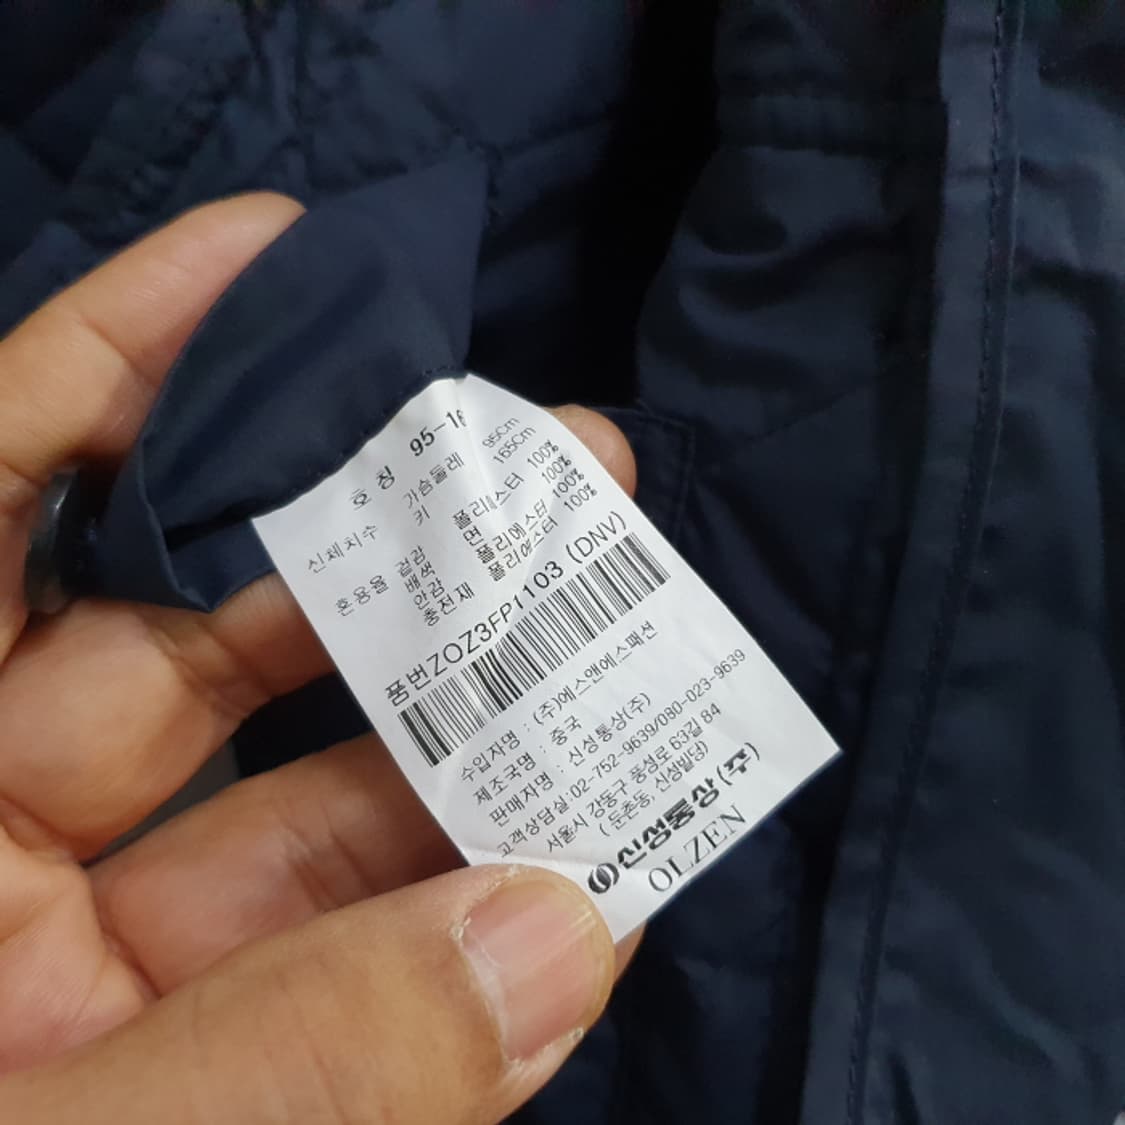 호칭 95-16
신체치수 가슴둘레 95cm
키 165cm
혼용율 겉감 폴리에스터 100%
배색 면 100%
안감 폴리에스터 100%
충전재 폴리에스터 100%
품번ZOZ3FP1103 (DNV)
수입자명 : (주)에스앤에스패션
제조국명 : 중국
판매자명 : 신성통상(주)
고객상담실:02-752-9639/080-023-9639
서울시 강동구 풍성로 63길 84
( 둔촌동, 신성빌딩)
신성통상(주)
OLZEN